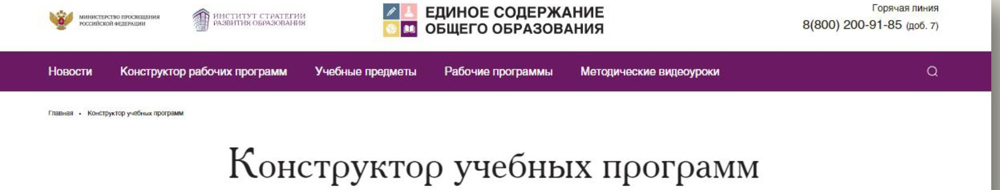 МИНИСТЕРСТВО ПРОСВЕЩЕНИЯ
РОССИЙСКОЙ ФЕДЕРАЦИИ
ИНСТИТУТ СТРАТЕГИИ
РАЗВИТИЯ ОБРАЗОВАНИЯ
ЕДИНОЕ СОДЕРЖАНИЕ
ОБЩЕГО ОБРАЗОВАНИЯ
Горячая линия
8(800) 200-91-85 (доб. 7)
Новости Конструктор рабочих программ Учебные предметы Рабочие программы Методические видеоуроки
Главная • Конструктор учебных программ
Конструктор учебных программ